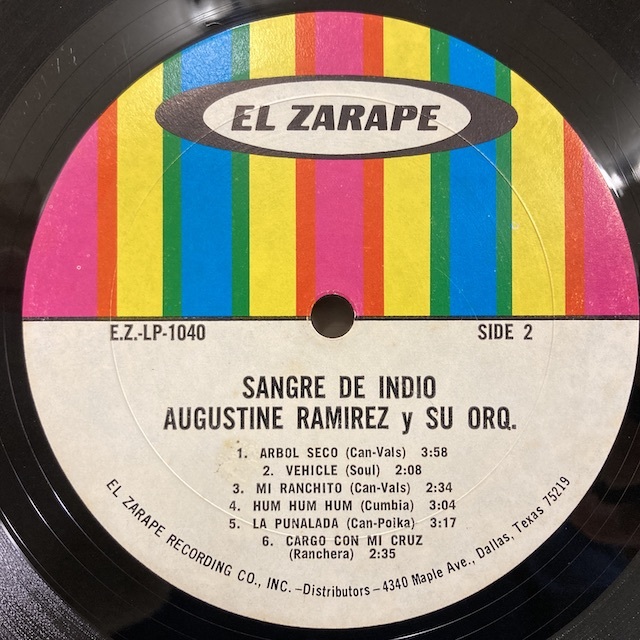 EL ZARAPE
E.Z.-LP-1040 SIDE 2
SANGRE DE INDIO
AUGUSTINE RAMIREZ y SU ORQ.
1. ARBOL SECO (Can-Vals) 3:58
2. VEHICLE (Soul) 2:08
3. MI RANCHITO (Can-Vals) 2:34
4. HUM HUM HUM (Cumbia) 3:04
5. LA PUNALADA (Can-Polka) 3:17
6. CARGO CON MI CRUZ
(Ranchera) 2:35
EL ZARAPE RECORDING CO., INC. –Distributors–4340 Maple Ave., Dallas, Texas 75219